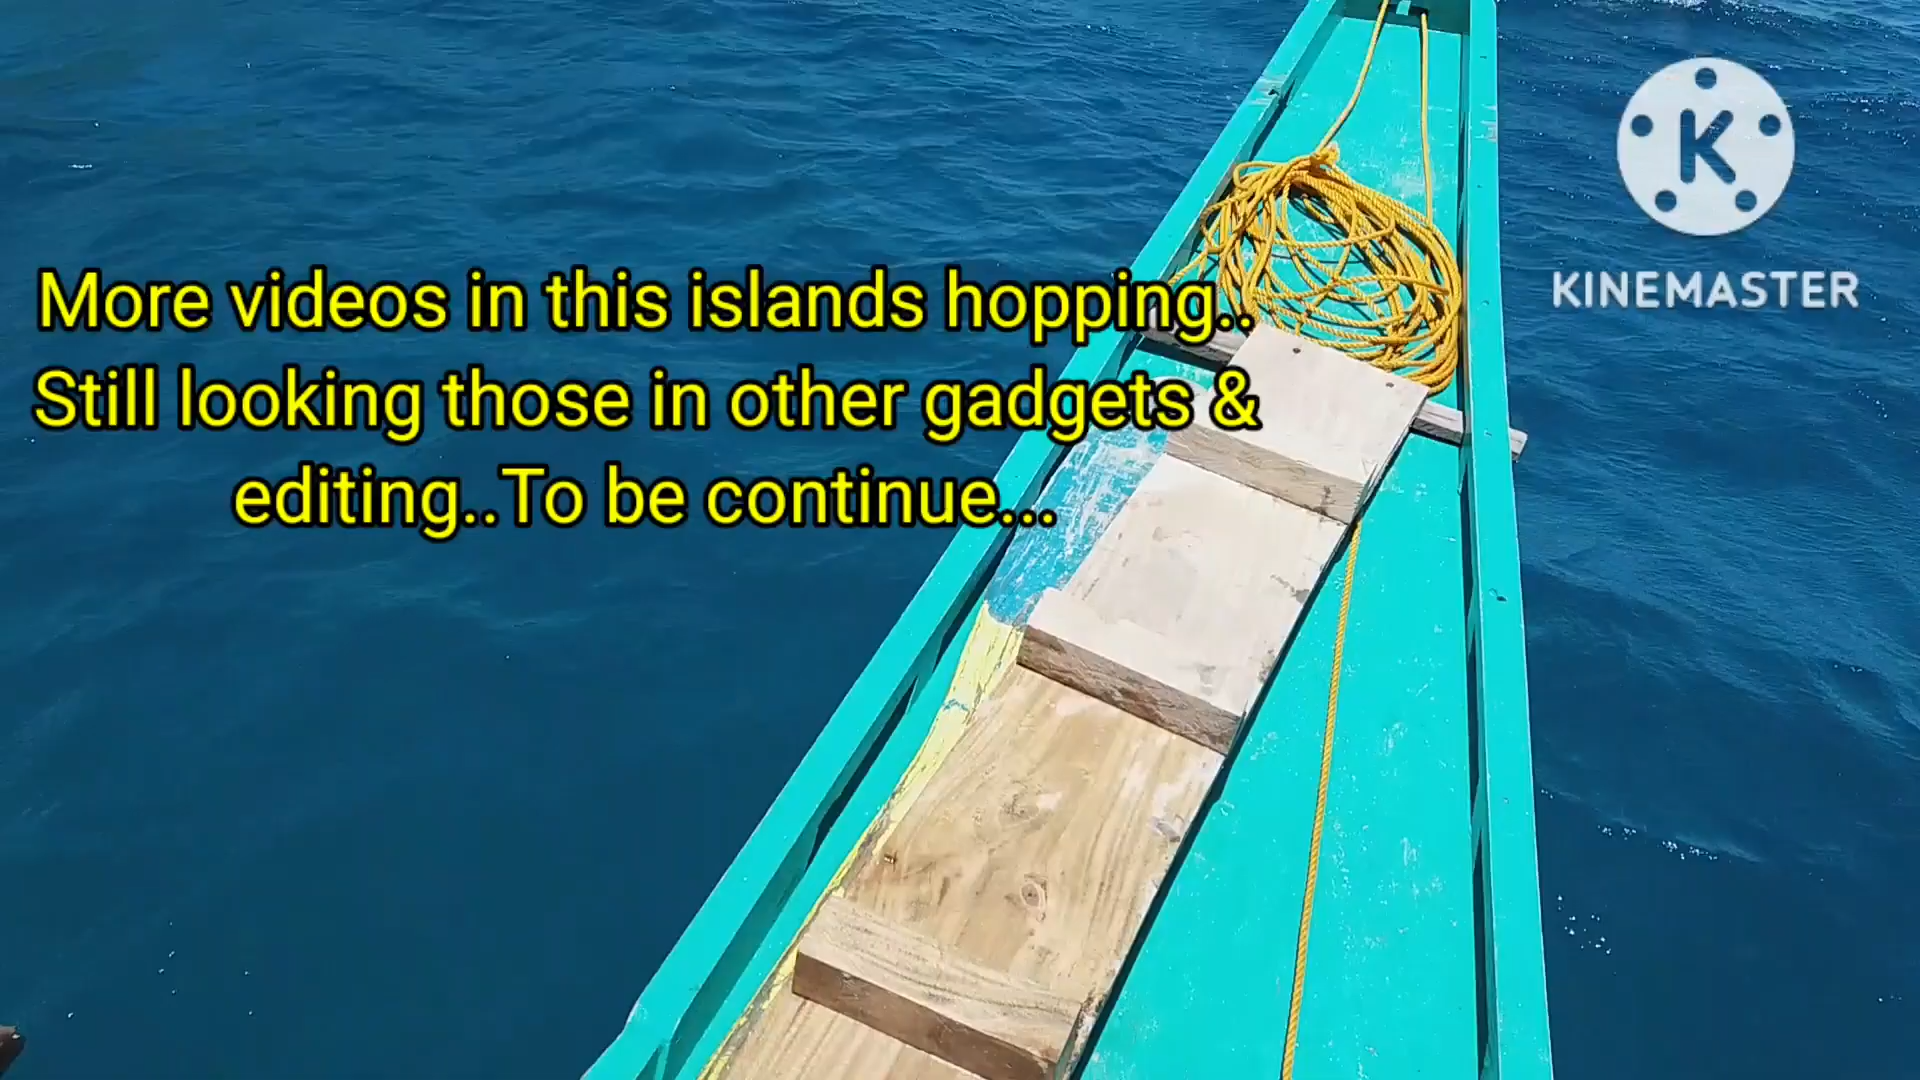 K
KINEMASTER
More videos in this islands hopping..
Still looking those in other gadgets &
editing..To be continue...